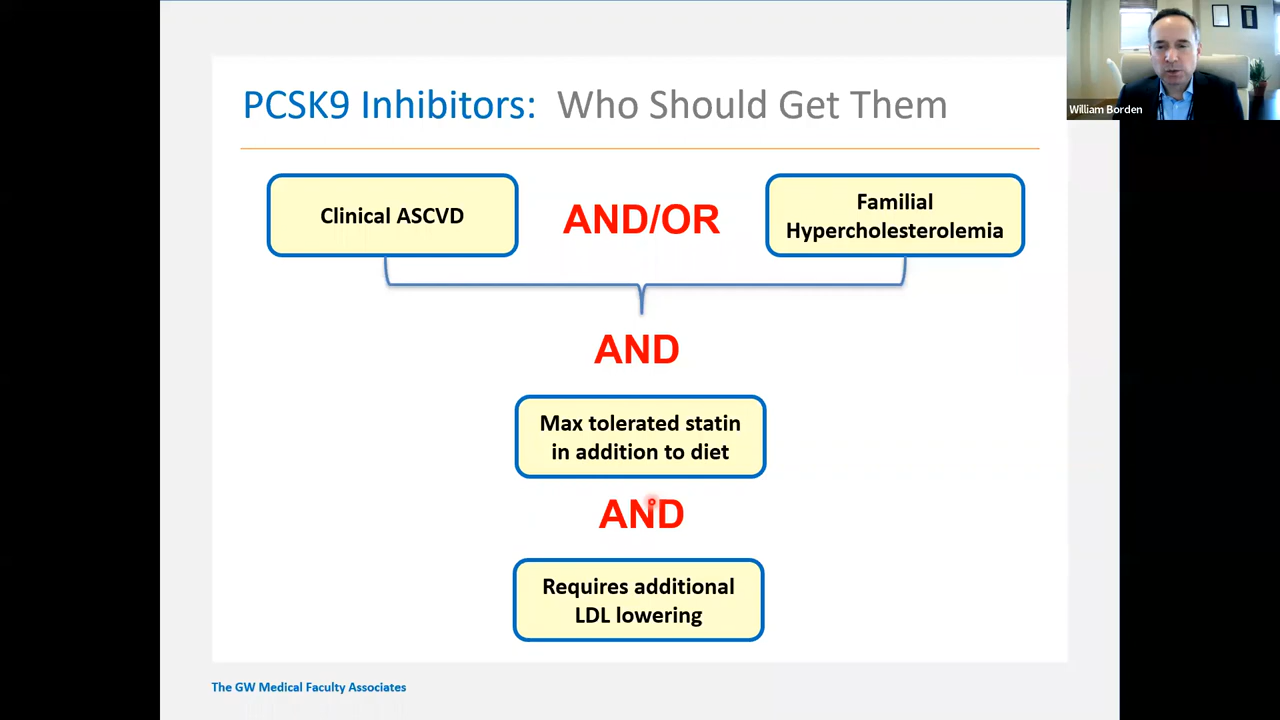 PCSK9 Inhibitors: Who Should Get Them
William Borden
Clinical ASCVD
AND/OR
Familial
Hypercholesterolemia
AND
Max tolerated statin
in addition to diet
AND
Requires additional
LDL lowering
The GW Medical Faculty Associates